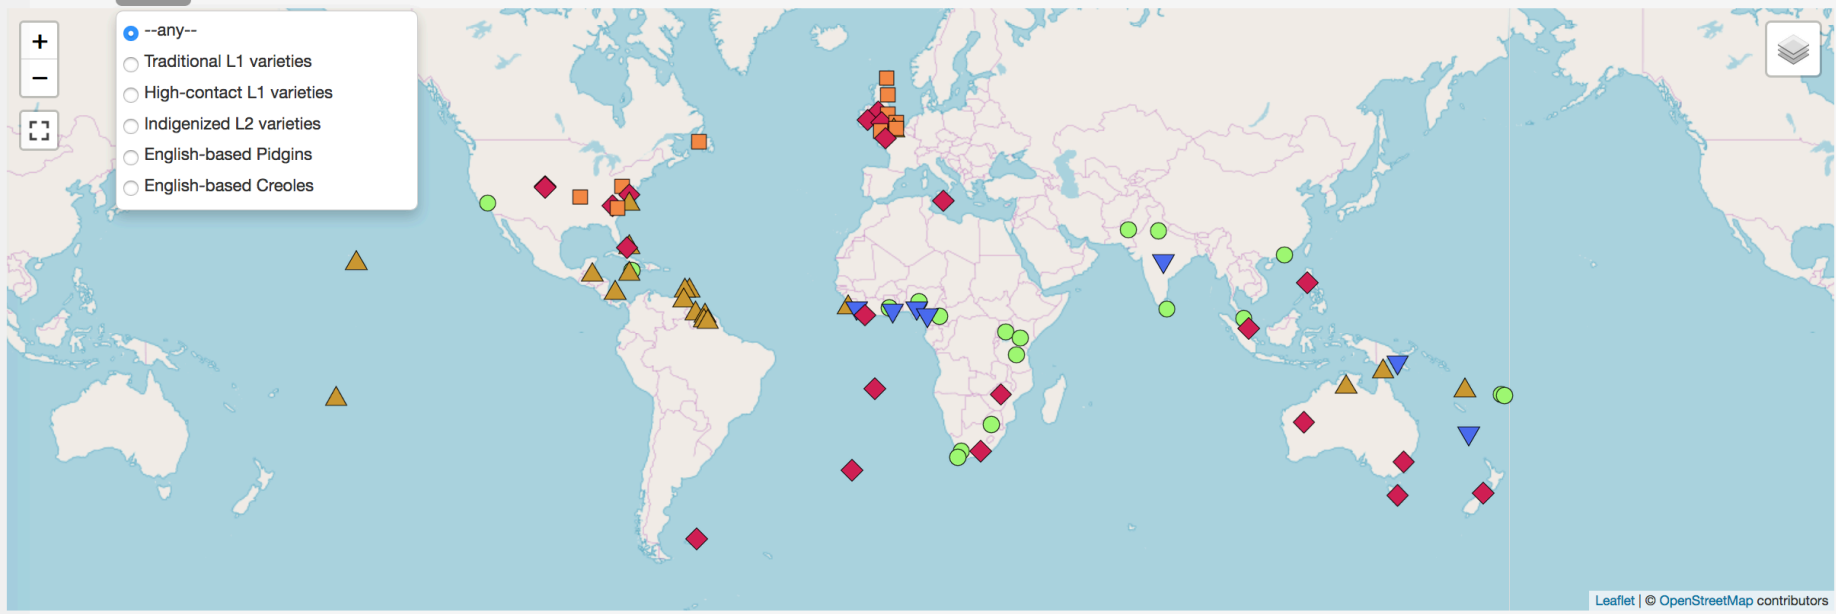 +
−
--any--
Traditional L1 varieties
High-contact L1 varieties
Indigenized L2 varieties
English-based Pidgins
English-based Creoles
Leaflet | © OpenStreetMap contributors